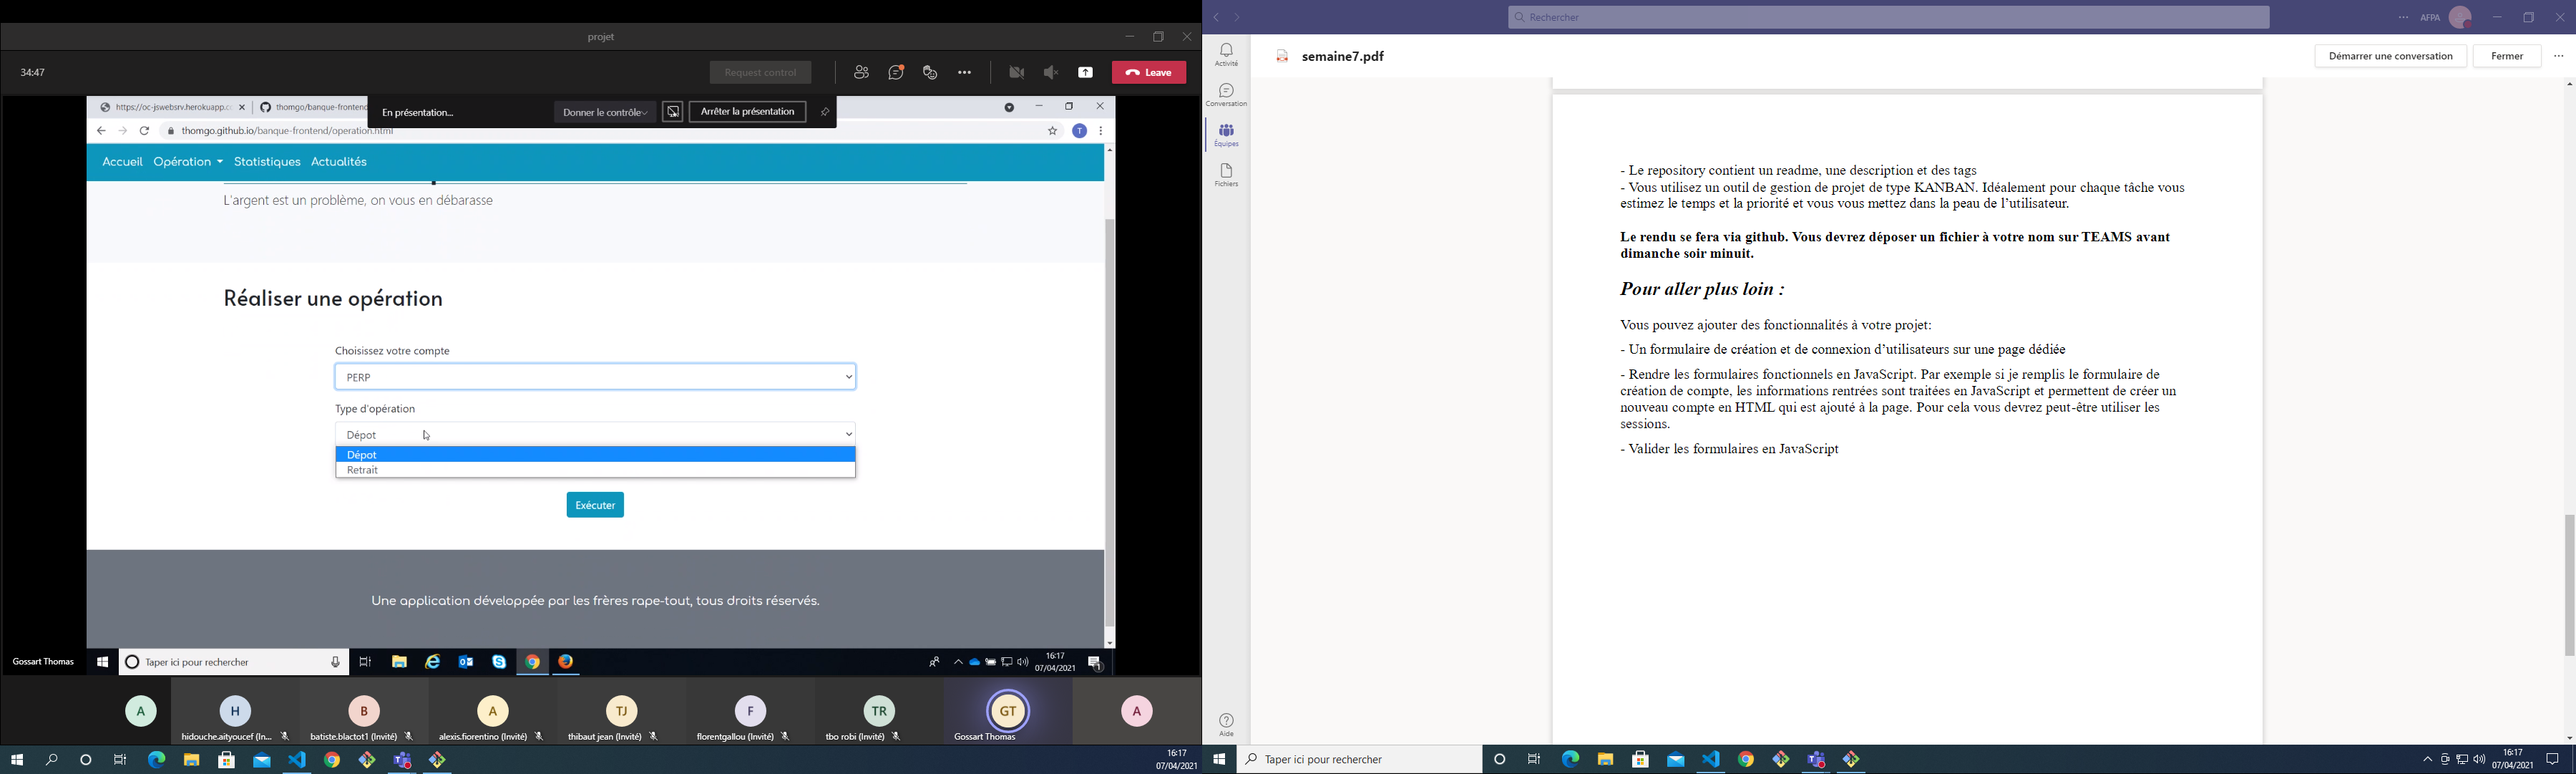 projet
34:47
Request control
Leave
https://oc-jswebsrv.herokuapp.c
thomgo/banque-frontend
En présentation...
Donner le contrôle
Arrêter la présentation
thomgo.github.io/banque-frontend/operation.html
T
Accueil
Opération
Statistiques
Actualités
L'argent est un problème, on vous en débarasse
Réaliser une opération
Choisissez votre compte
PERP
Type d'opération
Dépot
Dépot
Retrait
Exécuter
Une application développée par les frères rape-tout, tous droits réservés.
Gossart Thomas
Taper ici pour rechercher
16:17
07/04/2021
1
A
H
B
A
TJ
F
TR
GT
A
hidouche.aityoucef (In...
batiste.blactot1 (Invité)
alexis.fiorentino (Invité)
thibaut jean (Invité)
florentgallou (Invité)
tbo robi (Invité)
Gossart Thomas
16:17
07/04/2021
Rechercher
AFPA
Activité
Conversation
Équipes
Fichiers
Aide
semaine7.pdf
Démarrer une conversation
Fermer
- Le repository contient un readme, une description et des tags
- Vous utilisez un outil de gestion de projet de type KANBAN. Idéalement pour chaque tâche vous
estimez le temps et la priorité et vous vous mettez dans la peau de l'utilisateur.
Le rendu se fera via github. Vous devrez déposer un fichier à votre nom sur TEAMS avant
dimanche soir minuit.
Pour aller plus loin :
Vous pouvez ajouter des fonctionnalités à votre projet:
- Un formulaire de création et de connexion d'utilisateurs sur une page dédiée
- Rendre les formulaires fonctionnels en JavaScript. Par exemple si je remplis le formulaire de
création de compte, les informations rentrées sont traitées en JavaScript et permettent de créer un
nouveau compte en HTML qui est ajouté à la page. Pour cela vous devrez peut-être utiliser les
sessions.
- Valider les formulaires en JavaScript
Taper ici pour rechercher
16:17
07/04/2021